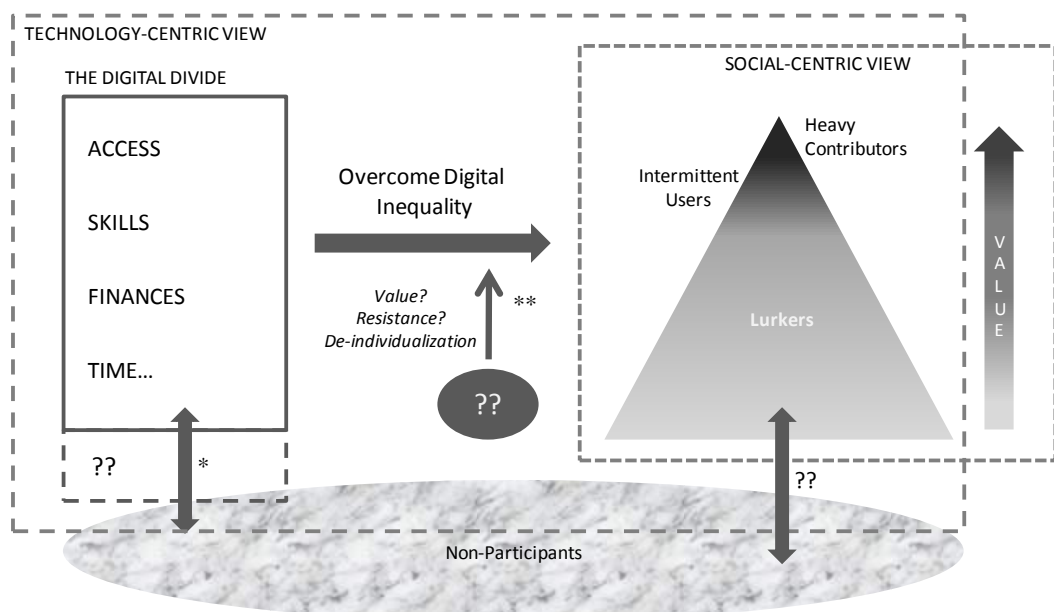 TECHNOLOGY-CENTRIC VIEW
THE DIGITAL DIVIDE
ACCESS
SKILLS
FINANCES
TIME...
??
*
Overcome Digital
Inequality
Value?
Resistance?
De-individualization
**
??
SOCIAL-CENTRIC VIEW
Heavy
Contributors
Intermittent
Users
Lurkers
VALUE
??
Non-Participants